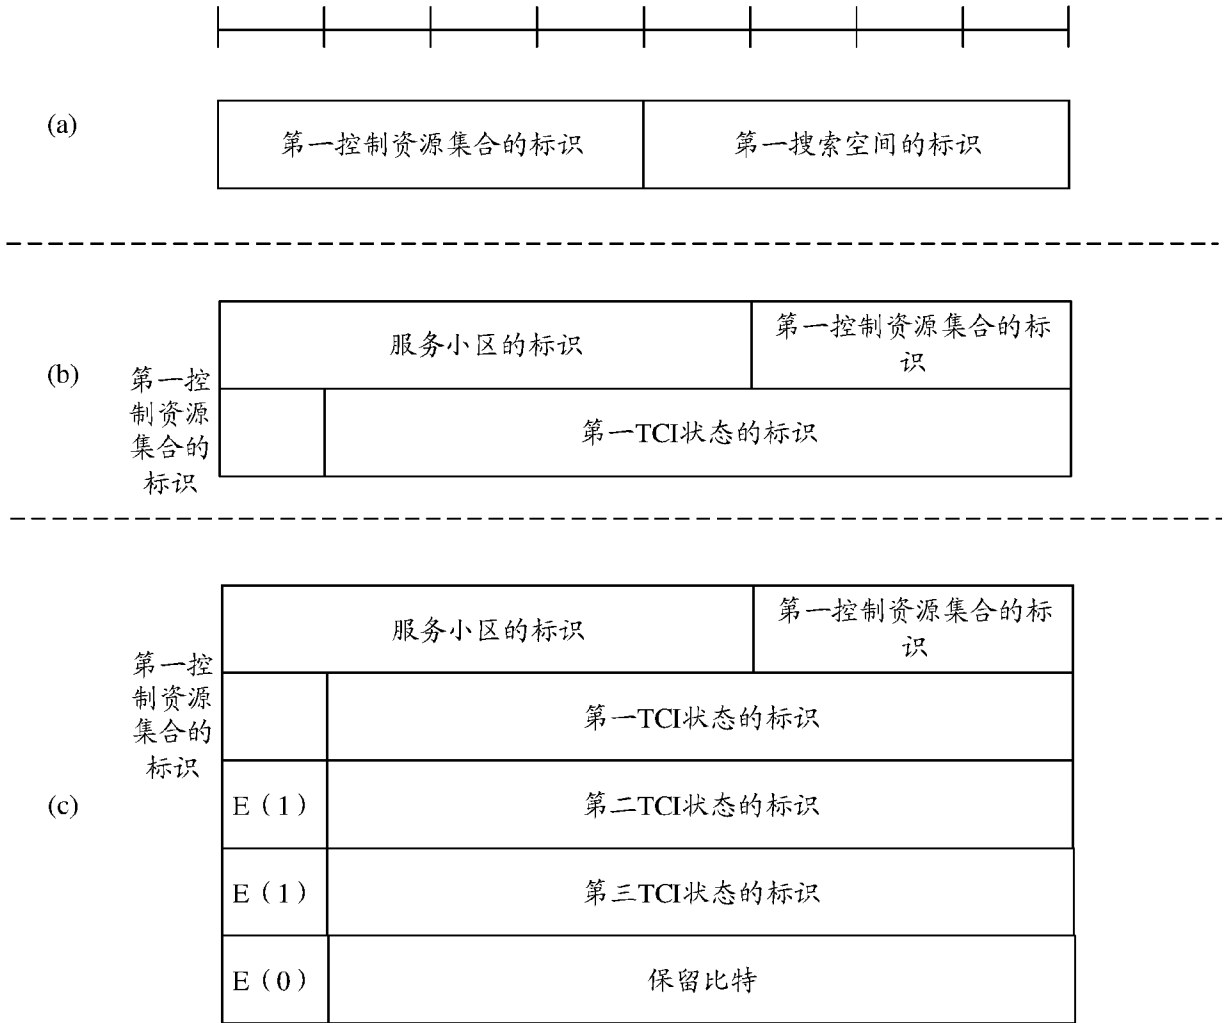 (a)
第一控制资源集合的标识
第一搜索空间的标识
(b)
服务小区的标识
第一控制资源集合的标
识
第一控
制资源
集合的
标识
第一TCI状态的标识
服务小区的标识
第一控制资源集合的标
识
第一控
制资源
集合的
标识
第一TCI状态的标识
(c)
E（1）
第二TCI状态的标识
E（1）
第三TCI状态的标识
E（0）
保留比特